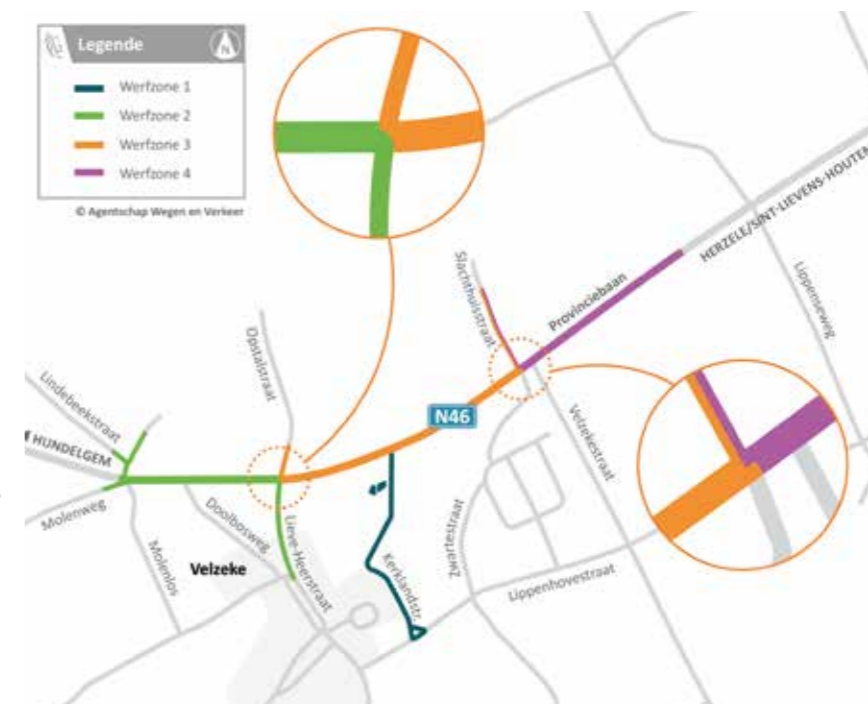 Legende
N
Werfzone 1
Werfzone 2
Werfzone 3
Werfzone 4
© Agentschap Wegen en Verkeer
HERZELE/SINT-LIEVENS-HOUTEM
Slachthuisstraat
Provinciebaan
Lippenseweg
Opstalstraat
Lindebeekstraat
N46
HUNDELGEM
Velzekestraat
Molenweg
Doolbosweg
Lieve-Heerstraat
Zwartestraat
Molenlos
Velzeke
Kerklandstr.
Lippenhovestraat